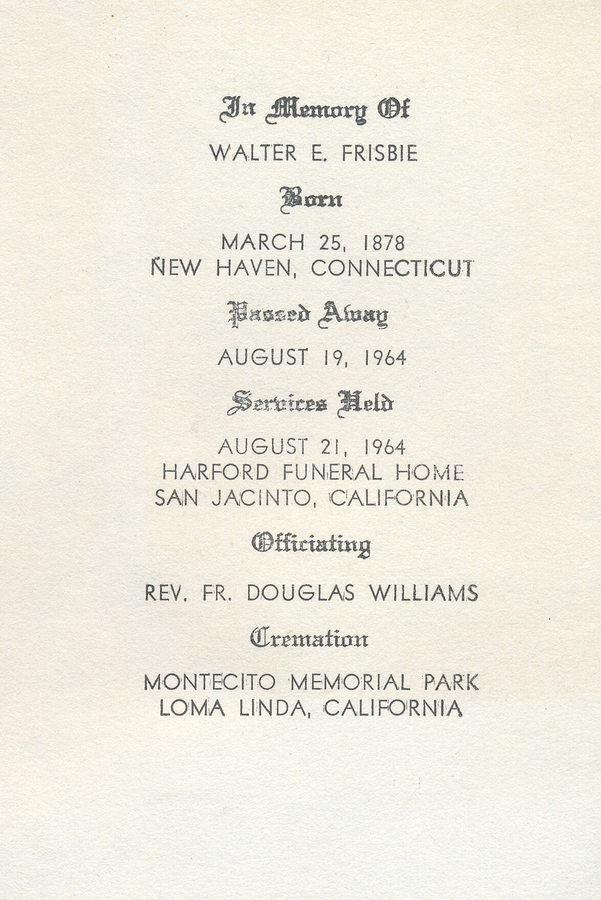 In Memory Of
WALTER E. FRISBIE
Born
MARCH 25, 1878
NEW HAVEN, CONNECTICUT
Passed Away
AUGUST 19, 1964
Services Held
AUGUST 21, 1964
HARFORD FUNERAL HOME
SAN JACINTO, CALIFORNIA
Officiating
REV. FR. DOUGLAS WILLIAMS
Cremation
MONTECITO MEMORIAL PARK
LOMA LINDA, CALIFORNIA